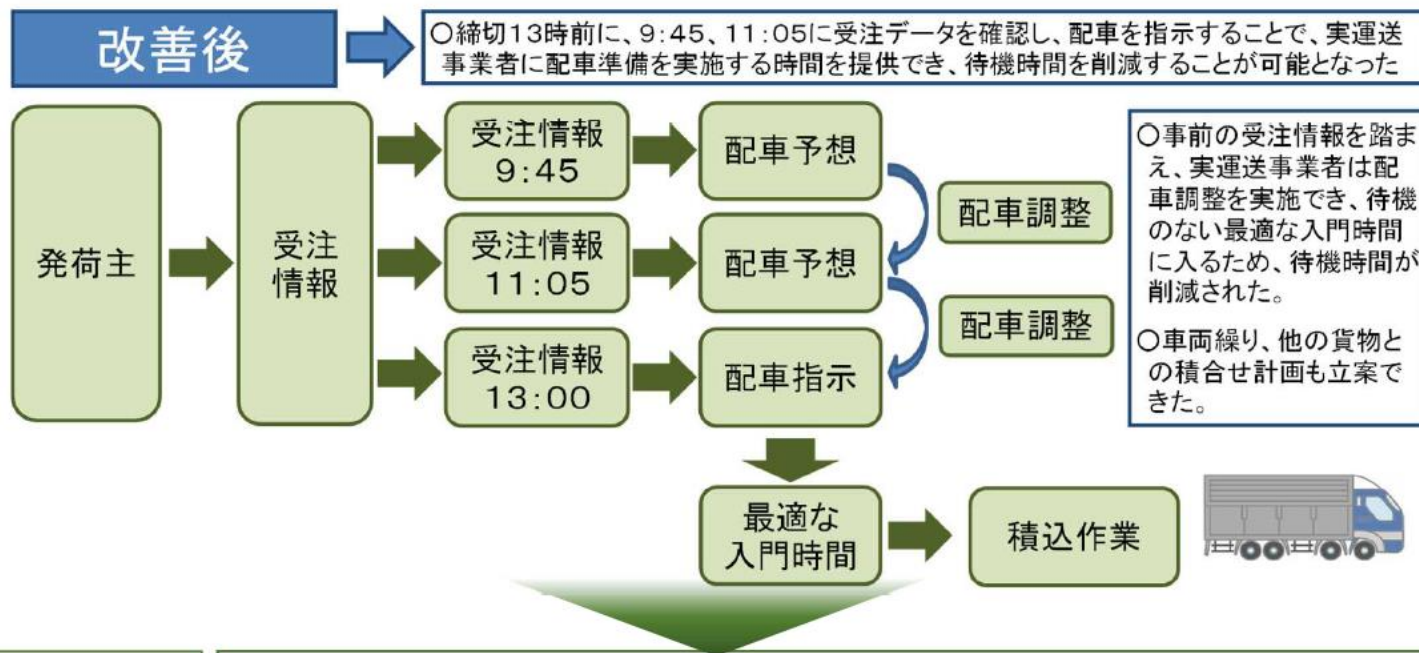 改善後
○締切13時前に、9:45、11:05に受注データを確認し、配車を指示することで、実運送
事業者に配車準備を実施する時間を提供でき、待機時間を削減することが可能となった
発荷主
受注
情報
受注情報
9:45
配車予想
配車調整
受注情報
11:05
配車予想
配車調整
受注情報
13:00
配車指示
○事前の受注情報を踏ま
え、実運送事業者は配
車調整を実施でき、待機
のない最適な入門時間
に入るため、待機時間が
削減された。
○車両繰り、他の貨物と
の積合せ計画も立案で
きた。
最適な
入門時間
積込作業